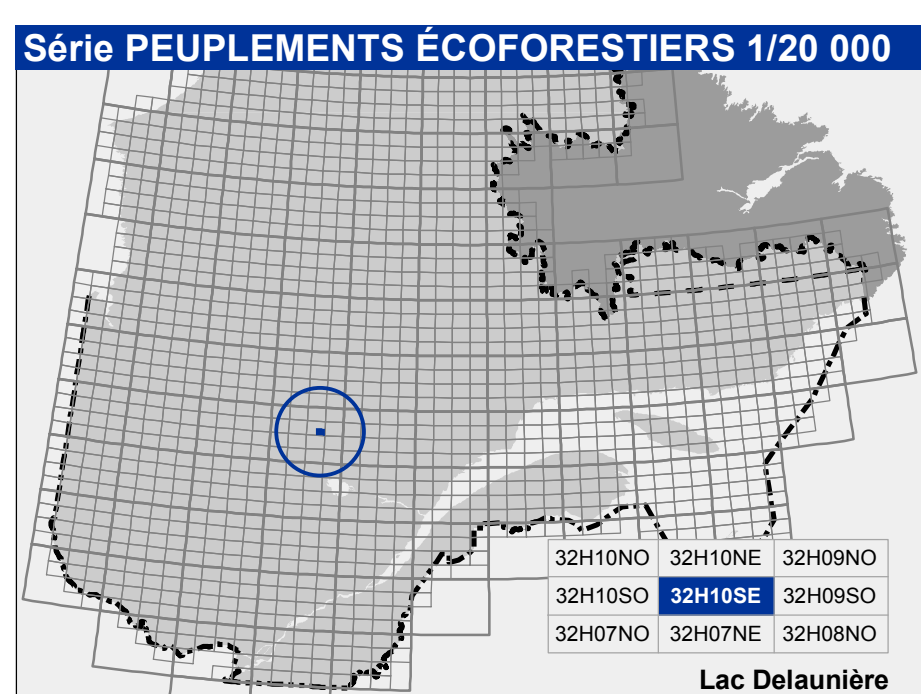 Série PEUPLEMENTS ÉCOFORESTIERS 1/20 000
32H10NO 32H10NE 32H09NO
32H10SO 32H10SE 32H09SO
32H07NO 32H07NE 32H08NO
Lac Delaunière